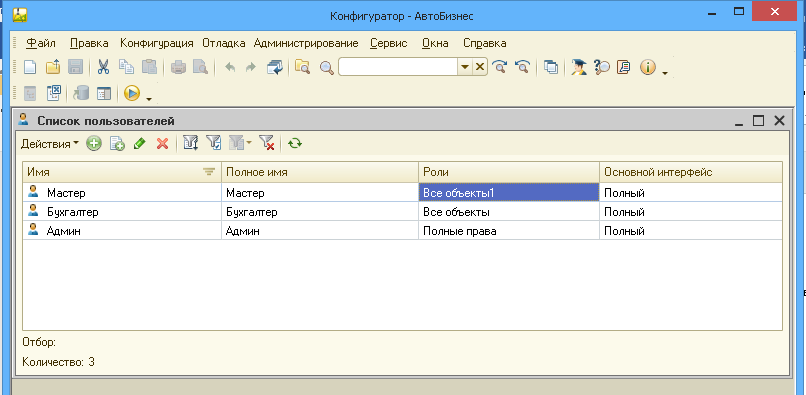 Конфигуратор - АвтоБизнес
Файл Правка Конфигурация Отладка Администрирование Сервис Окна Справка
Список пользователей
Действия
Имя Полное имя Роли Основной интерфейс
Мастер Мастер Все объекты1 Полный
Бухгалтер Бухгалтер Все объекты Полный
Админ Админ Полные права Полный
Отбор:
Количество: 3